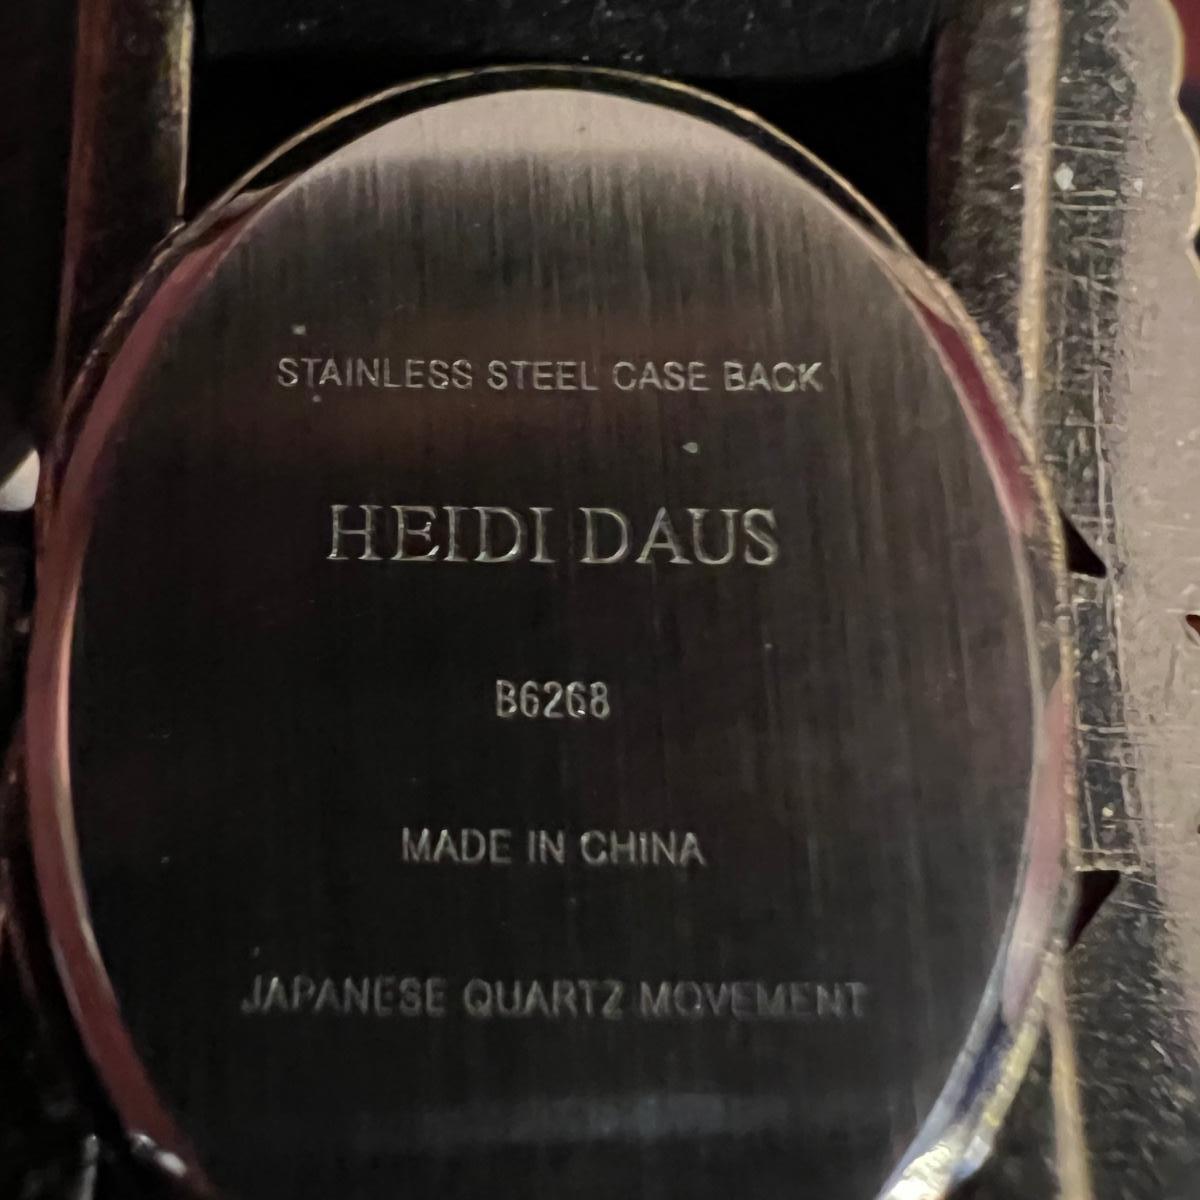 STAINLESS STEEL CASE BACK
HEIDI DAUS
B6268
MADE IN CHINA
JAPANESE QUARTZ MOVEMENT